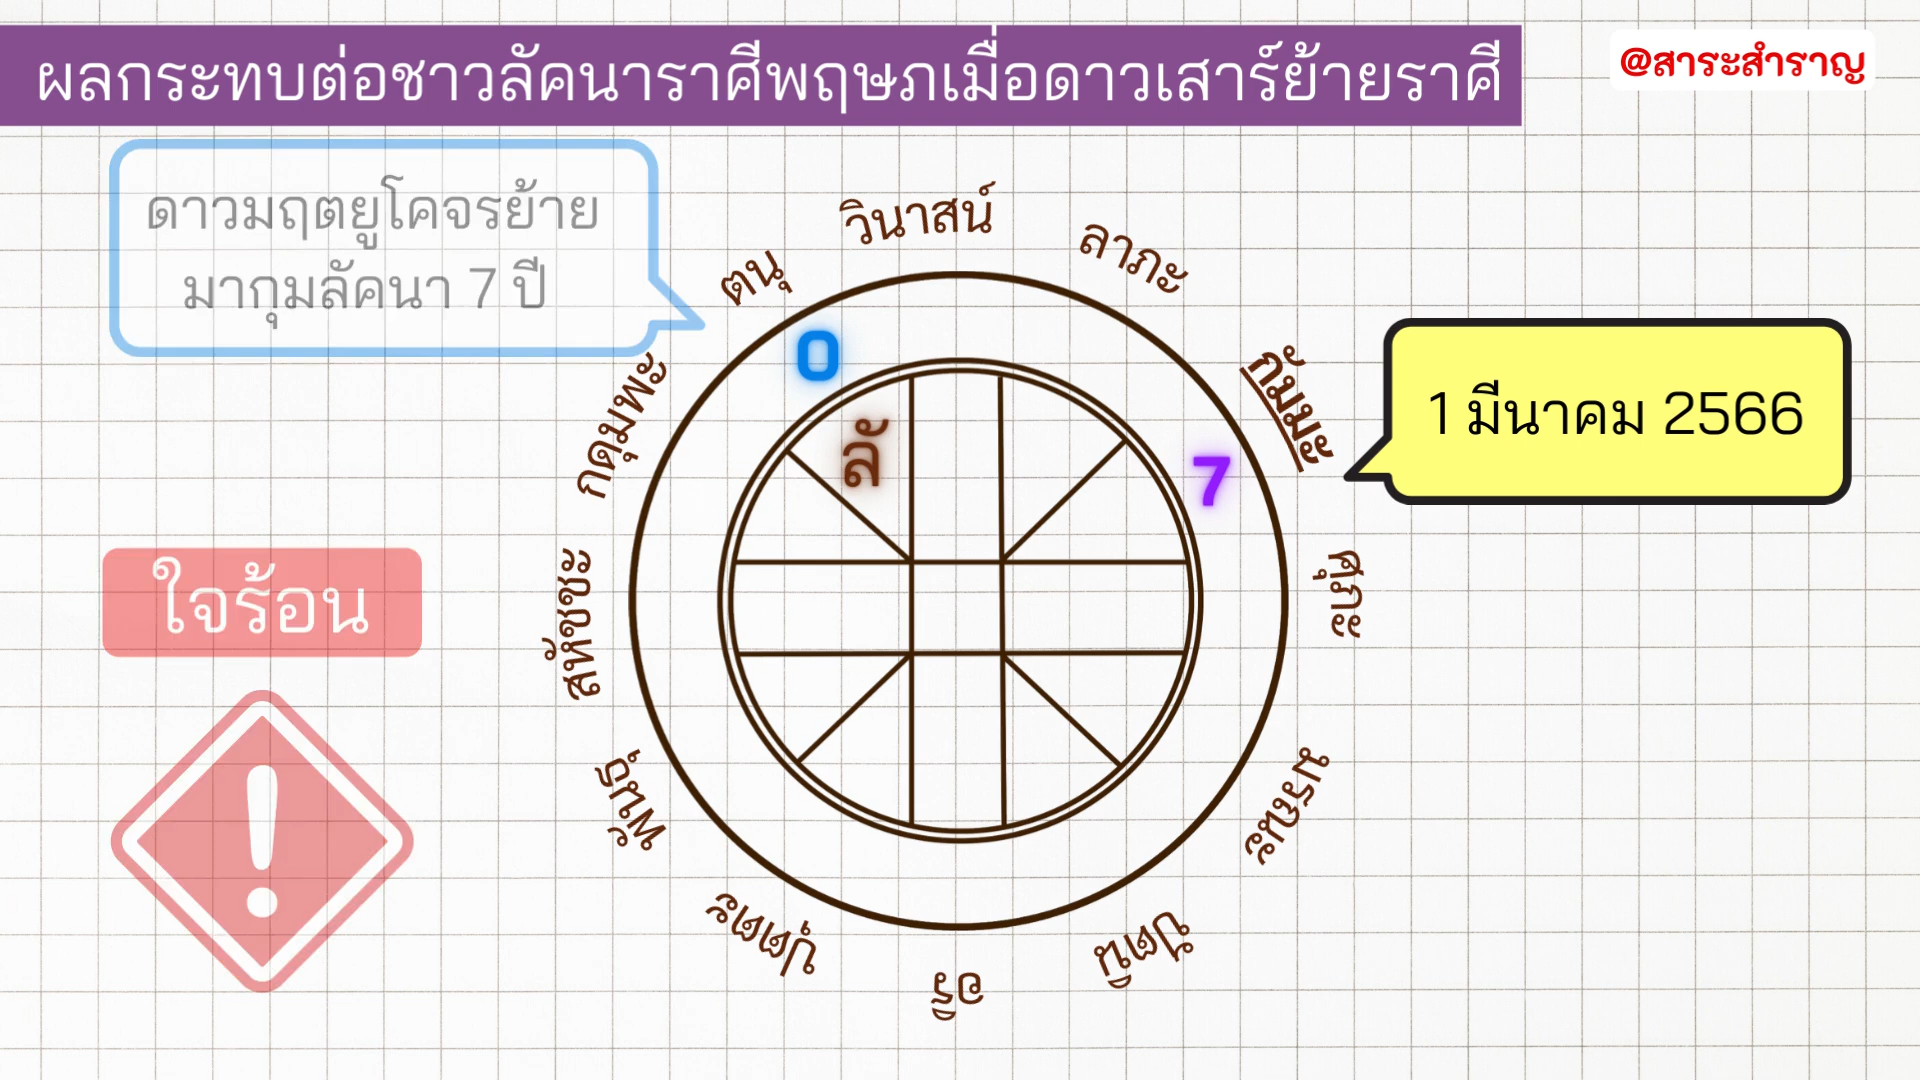 ผลกระทบต่อชาวลัคนาราศีพฤษภเมื่อดาวเสาร์ย้ายราศี
@สาระสำราญ
ดาวมฤตยูโคจรย้าย
มากุมลัคนา 7 ปี
วินาสน์
ลาภะ
ตนุ
0
กัมมะ
1 มีนาคม 2566
กดุมพะ
ลั
7
ใจร้อน
สหัชชะ
ศุภะ
พันธุ์
มรณะ
ปุตตะ
ปัตนิ
อริ